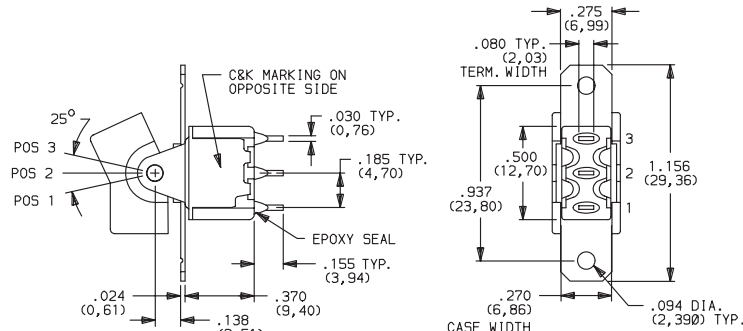 .275
(6,99)
.080 TYP.
(2,03)
TERM. WIDTH
C&K MARKING ON
OPPOSITE SIDE
.030 TYP.
(0,76)
25°
POS 3
POS 2
POS 1
.185 TYP.
(4,70)
.500
(12,70)
3
2
1
1.156
(29,36)
.937
(23,80)
EPOXY SEAL
.155 TYP.
(3,94)
.024
(0,61)
.370
(9,40)
.138
.270
(6,86)
CASE WIDTH
.094 DIA.
(2,390) TYP.